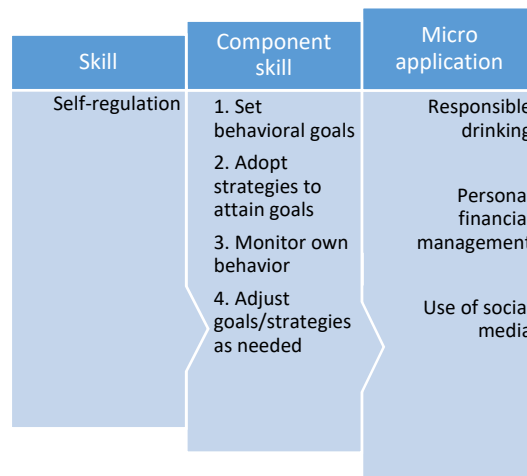 Skill
Component
skill
Micro
application
Self-regulation
1. Set
behavioral goals
2. Adopt
strategies to
attain goals
3. Monitor own
behavior
4. Adjust
goals/strategies
as needed
Responsible
drinking
Persona
financia
management
Use of socia
media